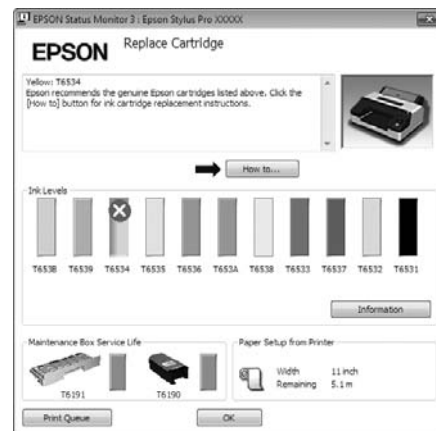 EPSON Status Monitor 3 : Epson Stylus Pro XXXXX
EPSON
Replace Cartridge
Yellow: T6534
Epson recommends the genuine Epson cartridges listed above. Click the
[How to] button for ink cartridge replacement instructions.
How to...
Ink Levels
T653B T6539 T6534 T6535 T6536 T653A T6538 T6533 T6537 T6532 T6531
Information
Maintenance Box Service Life
T6191 T6190
Paper Setup from Printer
Width 11 inch
Remaining 5.1 m
Print Queue
OK